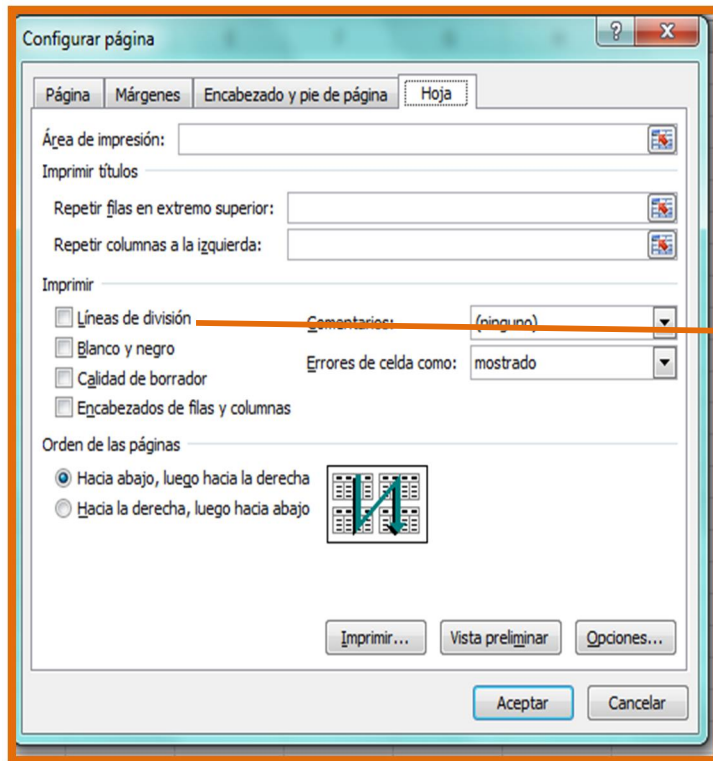 Configurar página
Página Márgenes Encabezado y pie de página Hoja
Área de impresión:
Imprimir títulos
Repetir filas en extremo superior:
Repetir columnas a la izquierda:
Imprimir
Líneas de división Comentarios: (ninguno)
Blanco y negro Errores de celda como: mostrado
Calidad de borrador
Encabezados de filas y columnas
Orden de las páginas
Hacia abajo, luego hacia la derecha
Hacia la derecha, luego hacia abajo
Imprimir... Vista preliminar Opciones...
Aceptar Cancelar